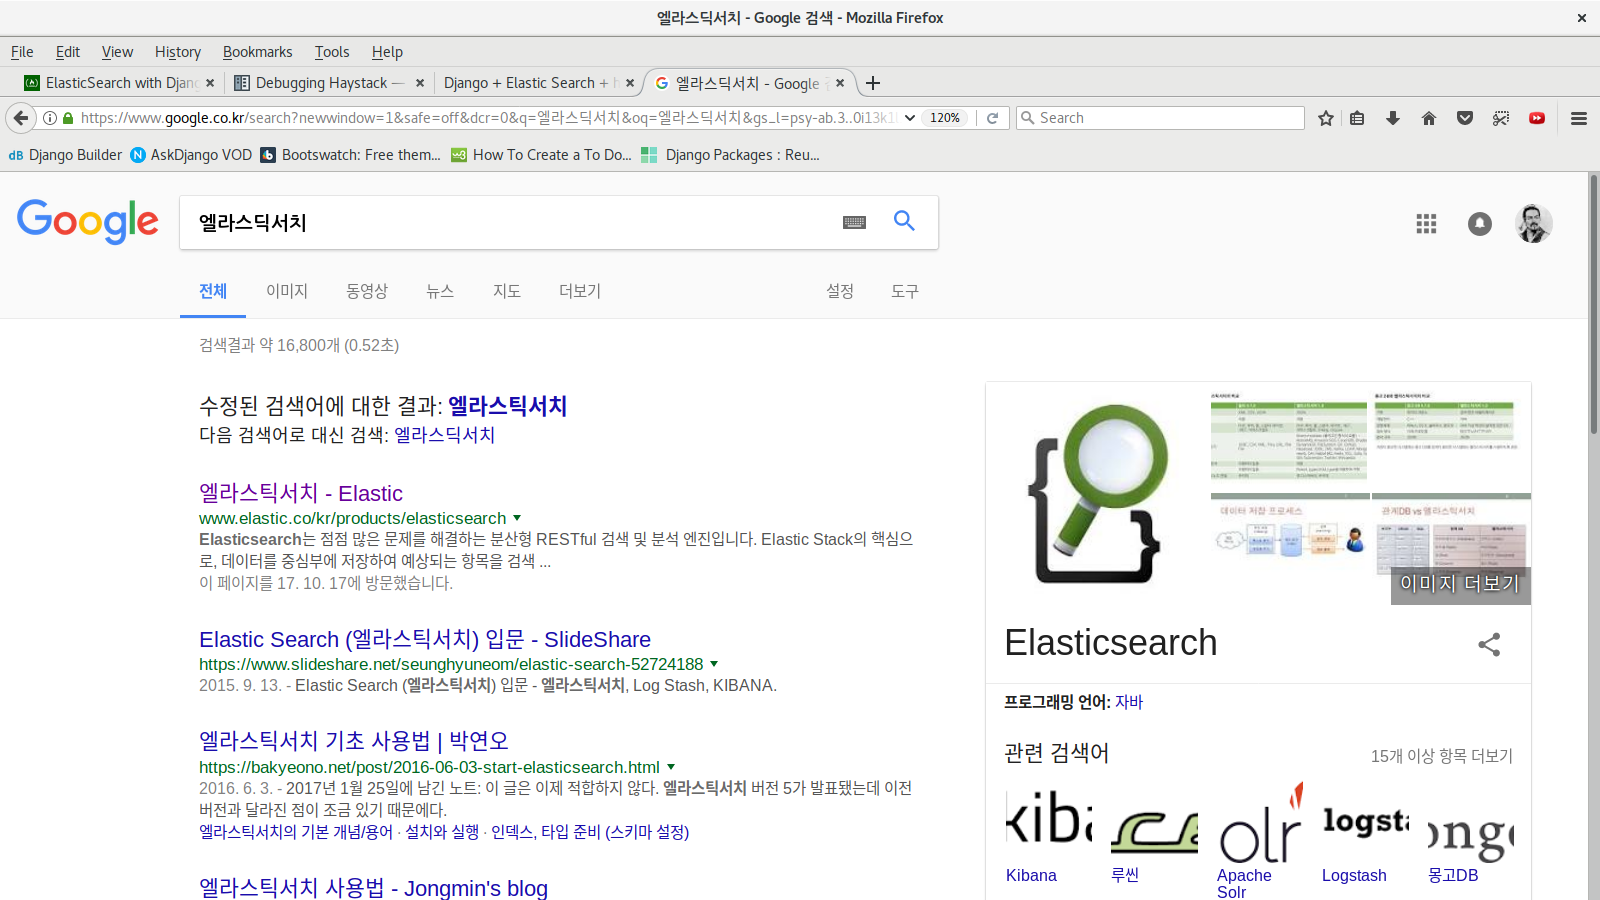 엘라스딕서치 - Google 검색 - Mozilla Firefox
File Edit View History Bookmarks Tools Help
ElasticSearch with Djang
Debugging Haystack —
Django + Elastic Search + h
엘라스딕서치 - Google
https://www.google.co.kr/search?newwindow=1&safe=off&dcr=0&q=엘라스딕서치&oq=엘라스딕서치&gs_l=psy-ab.3..0i13k1l
120%
Search
dB Django Builder
AskDjango VOD
Bootswatch: Free them...
How To Create a To Do...
Django Packages : Reu...
Google
엘라스딕서치
전체 이미지 동영상 뉴스 지도 더보기 설정 도구
검색결과 약 16,800개 (0.52초)
수정된 검색어에 대한 결과: 엘라스틱서치
다음 검색어로 대신 검색: 엘라스딕서치
엘라스틱서치 - Elastic
www.elastic.co/kr/products/elasticsearch
Elasticsearch는 점점 많은 문제를 해결하는 분산형 RESTful 검색 및 분석 엔진입니다. Elastic Stack의 핵심으
로, 데이터를 중심부에 저장하여 예상되는 항목을 검색 ...
이 페이지를 17. 10. 17에 방문했습니다.
Elastic Search (엘라스틱서치) 입문 - SlideShare
https://www.slideshare.net/seunghyuneom/elastic-search-52724188
2015. 9. 13. - Elastic Search (엘라스틱서치) 입문 - 엘라스틱서치, Log Stash, KIBANA.
엘라스틱서치 기초 사용법 | 박연오
https://bakyeono.net/post/2016-06-03-start-elasticsearch.html
2016. 6. 3. - 2017년 1월 25일에 남긴 노트: 이 글은 이제 적합하지 않다. 엘라스틱서치 버전 5가 발표됐는데 이전
버전과 달라진 점이 조금 있기 때문에다.
엘라스틱서치의 기본 개념/용어 · 설치와 실행 · 인덱스, 타입 준비 (스키마 설정)
엘라스틱서치 사용법 - Jongmin's blog
데이터 저장 프로세스
관계DB vs 엘라스틱서치
이미지 더보기
Elasticsearch
프로그래밍 언어: 자바
관련 검색어
15개 이상 항목 더보기
Kibana
루씬
Apache
Solr
Logstash
몽고DB